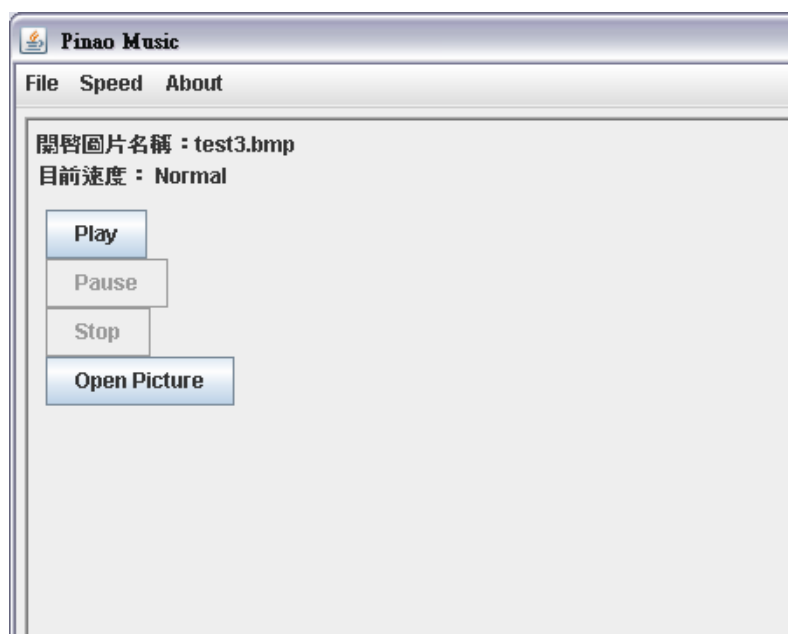 Pinao Music
File Speed About
開啟圖片名稱：test3.bmp
目前速度： Normal
Play
Pause
Stop
Open Picture